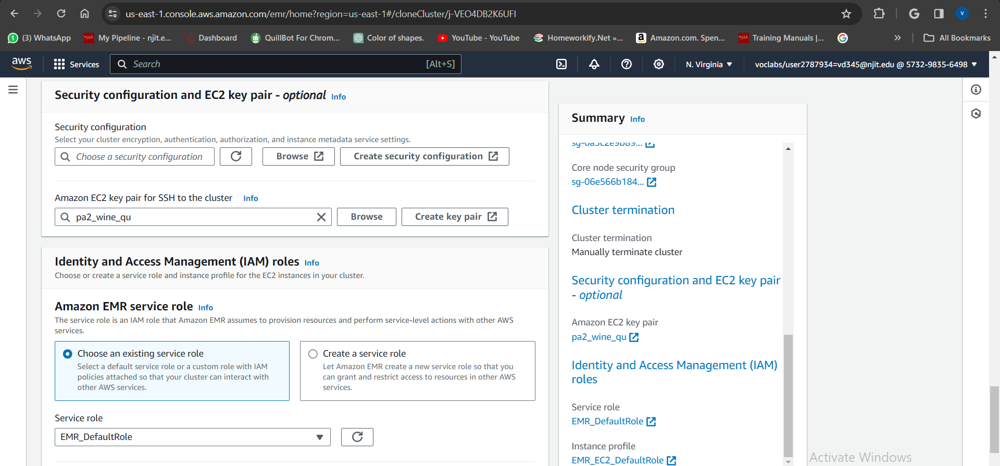 us-east-1.console.aws.amazon.com/emr/home?region=us-east-1#/cloneCluster/j-VEO4DB2K6UFI
V
(3) WhatsApp
My Pipeline - njit.e...
Dashboard
QuillBot For Chrom...
Color of shapes.
YouTube - YouTube
Homeworkify.Net »...
Amazon.com. Spen...
Training Manuals |...
»
All Bookmarks
aws
Services
Search
[Alt+S]
N. Virginia
voclabs/user2787934=vd345@njit.edu @ 5732-9835-6498
Security configuration and EC2 key pair - optional Info
Security configuration
Select your cluster encryption, authentication, authorization, and instance metadata service settings.
Choose a security configuration
Browse
Create security configuration
Amazon EC2 key pair for SSH to the cluster
Info
pa2_wine_qu
Browse
Create key pair
Identity and Access Management (IAM) roles Info
Choose or create a service role and instance profile for the EC2 instances in your cluster.
Amazon EMR service role Info
The service role is an IAM role that Amazon EMR assumes to provision resources and perform service-level actions with other AWS
services.
Choose an existing service role
Select a default service role or a custom role with IAM
policies attached so that your cluster can interact with
other AWS services.
Create a service role
Let Amazon EMR create a new service role so that you
can grant and restrict access to resources in other AWS
services.
Service role
EMR_DefaultRole
Summary Info
sg-0a5c2e9b89...
Core node security group
sg-06e566b184...
Cluster termination
Cluster termination
Manually terminate cluster
Security configuration and EC2 key pair
- optional
Amazon EC2 key pair
pa2_wine_qu
Identity and Access Management (IAM)
roles
Service role
EMR_DefaultRole
Instance profile
EMR_EC2_DefaultRole
Activate Windows